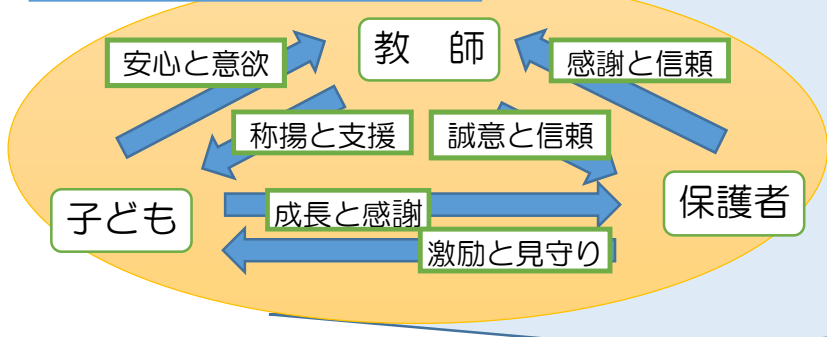 教　師
安心と意欲
感謝と信頼
称揚と支援
誠意と信頼
子ども
保護者
成長と感謝
激励と見守り